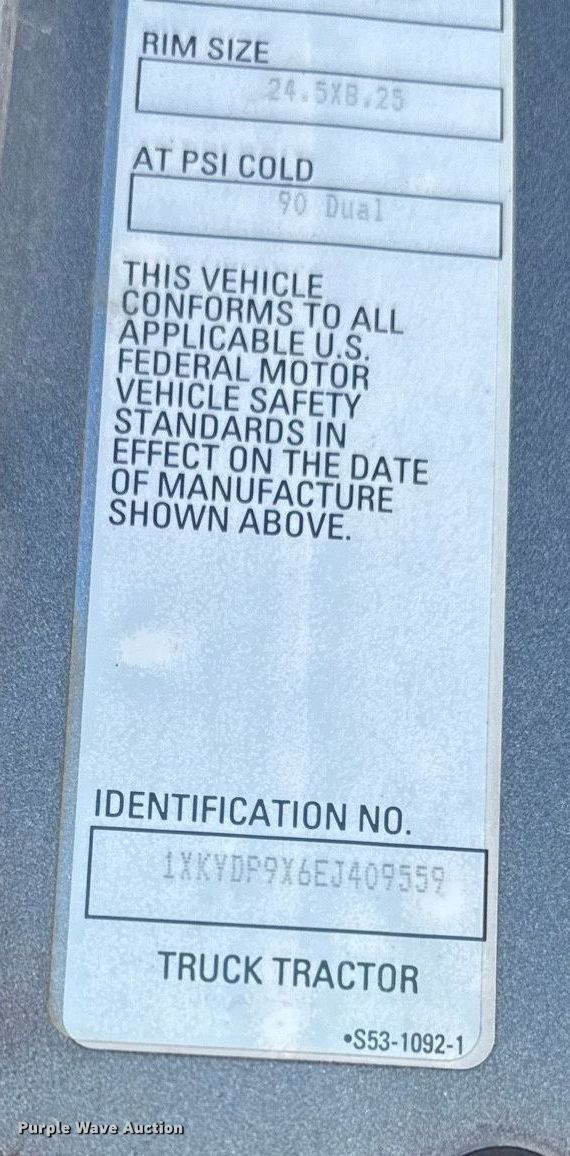 RIM SIZE
24.5X8.25
AT PSI COLD
90 Dual
THIS VEHICLE
CONFORMS TO ALL
APPLICABLE U.S.
FEDERAL MOTOR
VEHICLE SAFETY
STANDARDS IN
EFFECT ON THE DATE
OF MANUFACTURE
SHOWN ABOVE.
IDENTIFICATION NO.
1XKYDP9X6EJ409559
TRUCK TRACTOR
•S53-1092-1
Purple Wave Auction